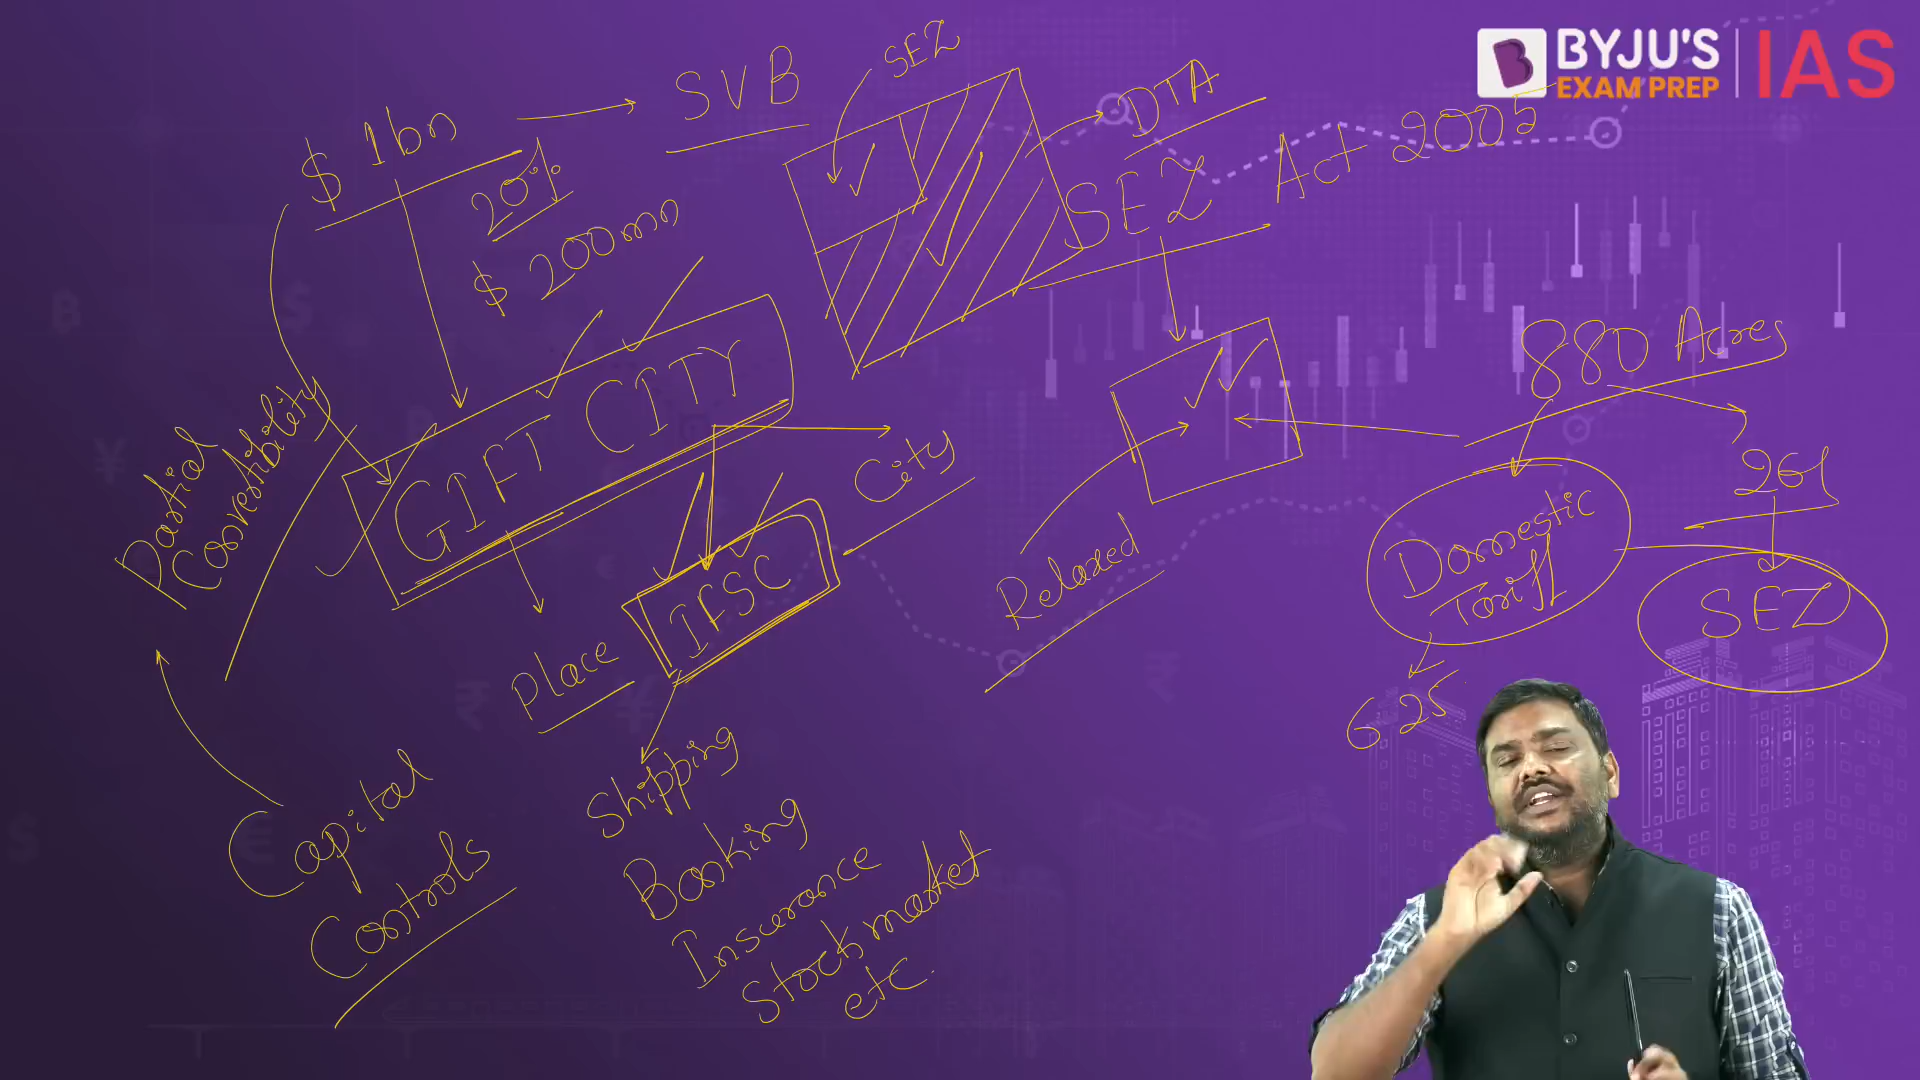 BYJU'S
EXAM PREP
IAS
SEZ
$ 1bn
SVB
DTA
20%
$ 200mn
SEZ Act 2005
GIFT CITY
880 Acres
Partial
Convertibility
City
261
Domestic
Tariff
IFSC
Relaxed
SEZ
Place
625
Shipping
Banking
Insurance
Stock market
etc.
Capital
Controls